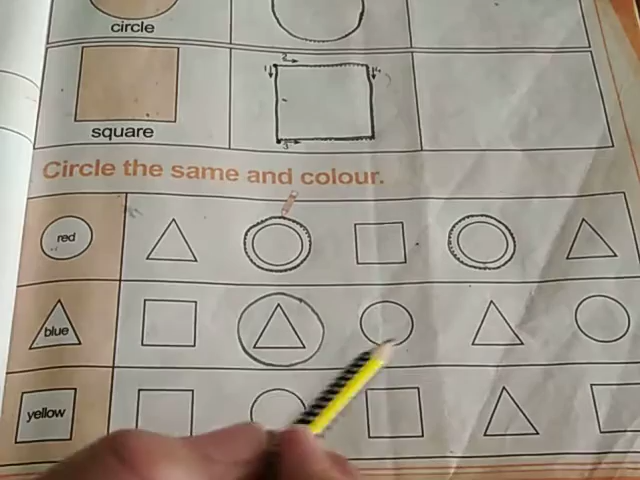 circle
square
Circle the same and colour.
red
blue
yellow